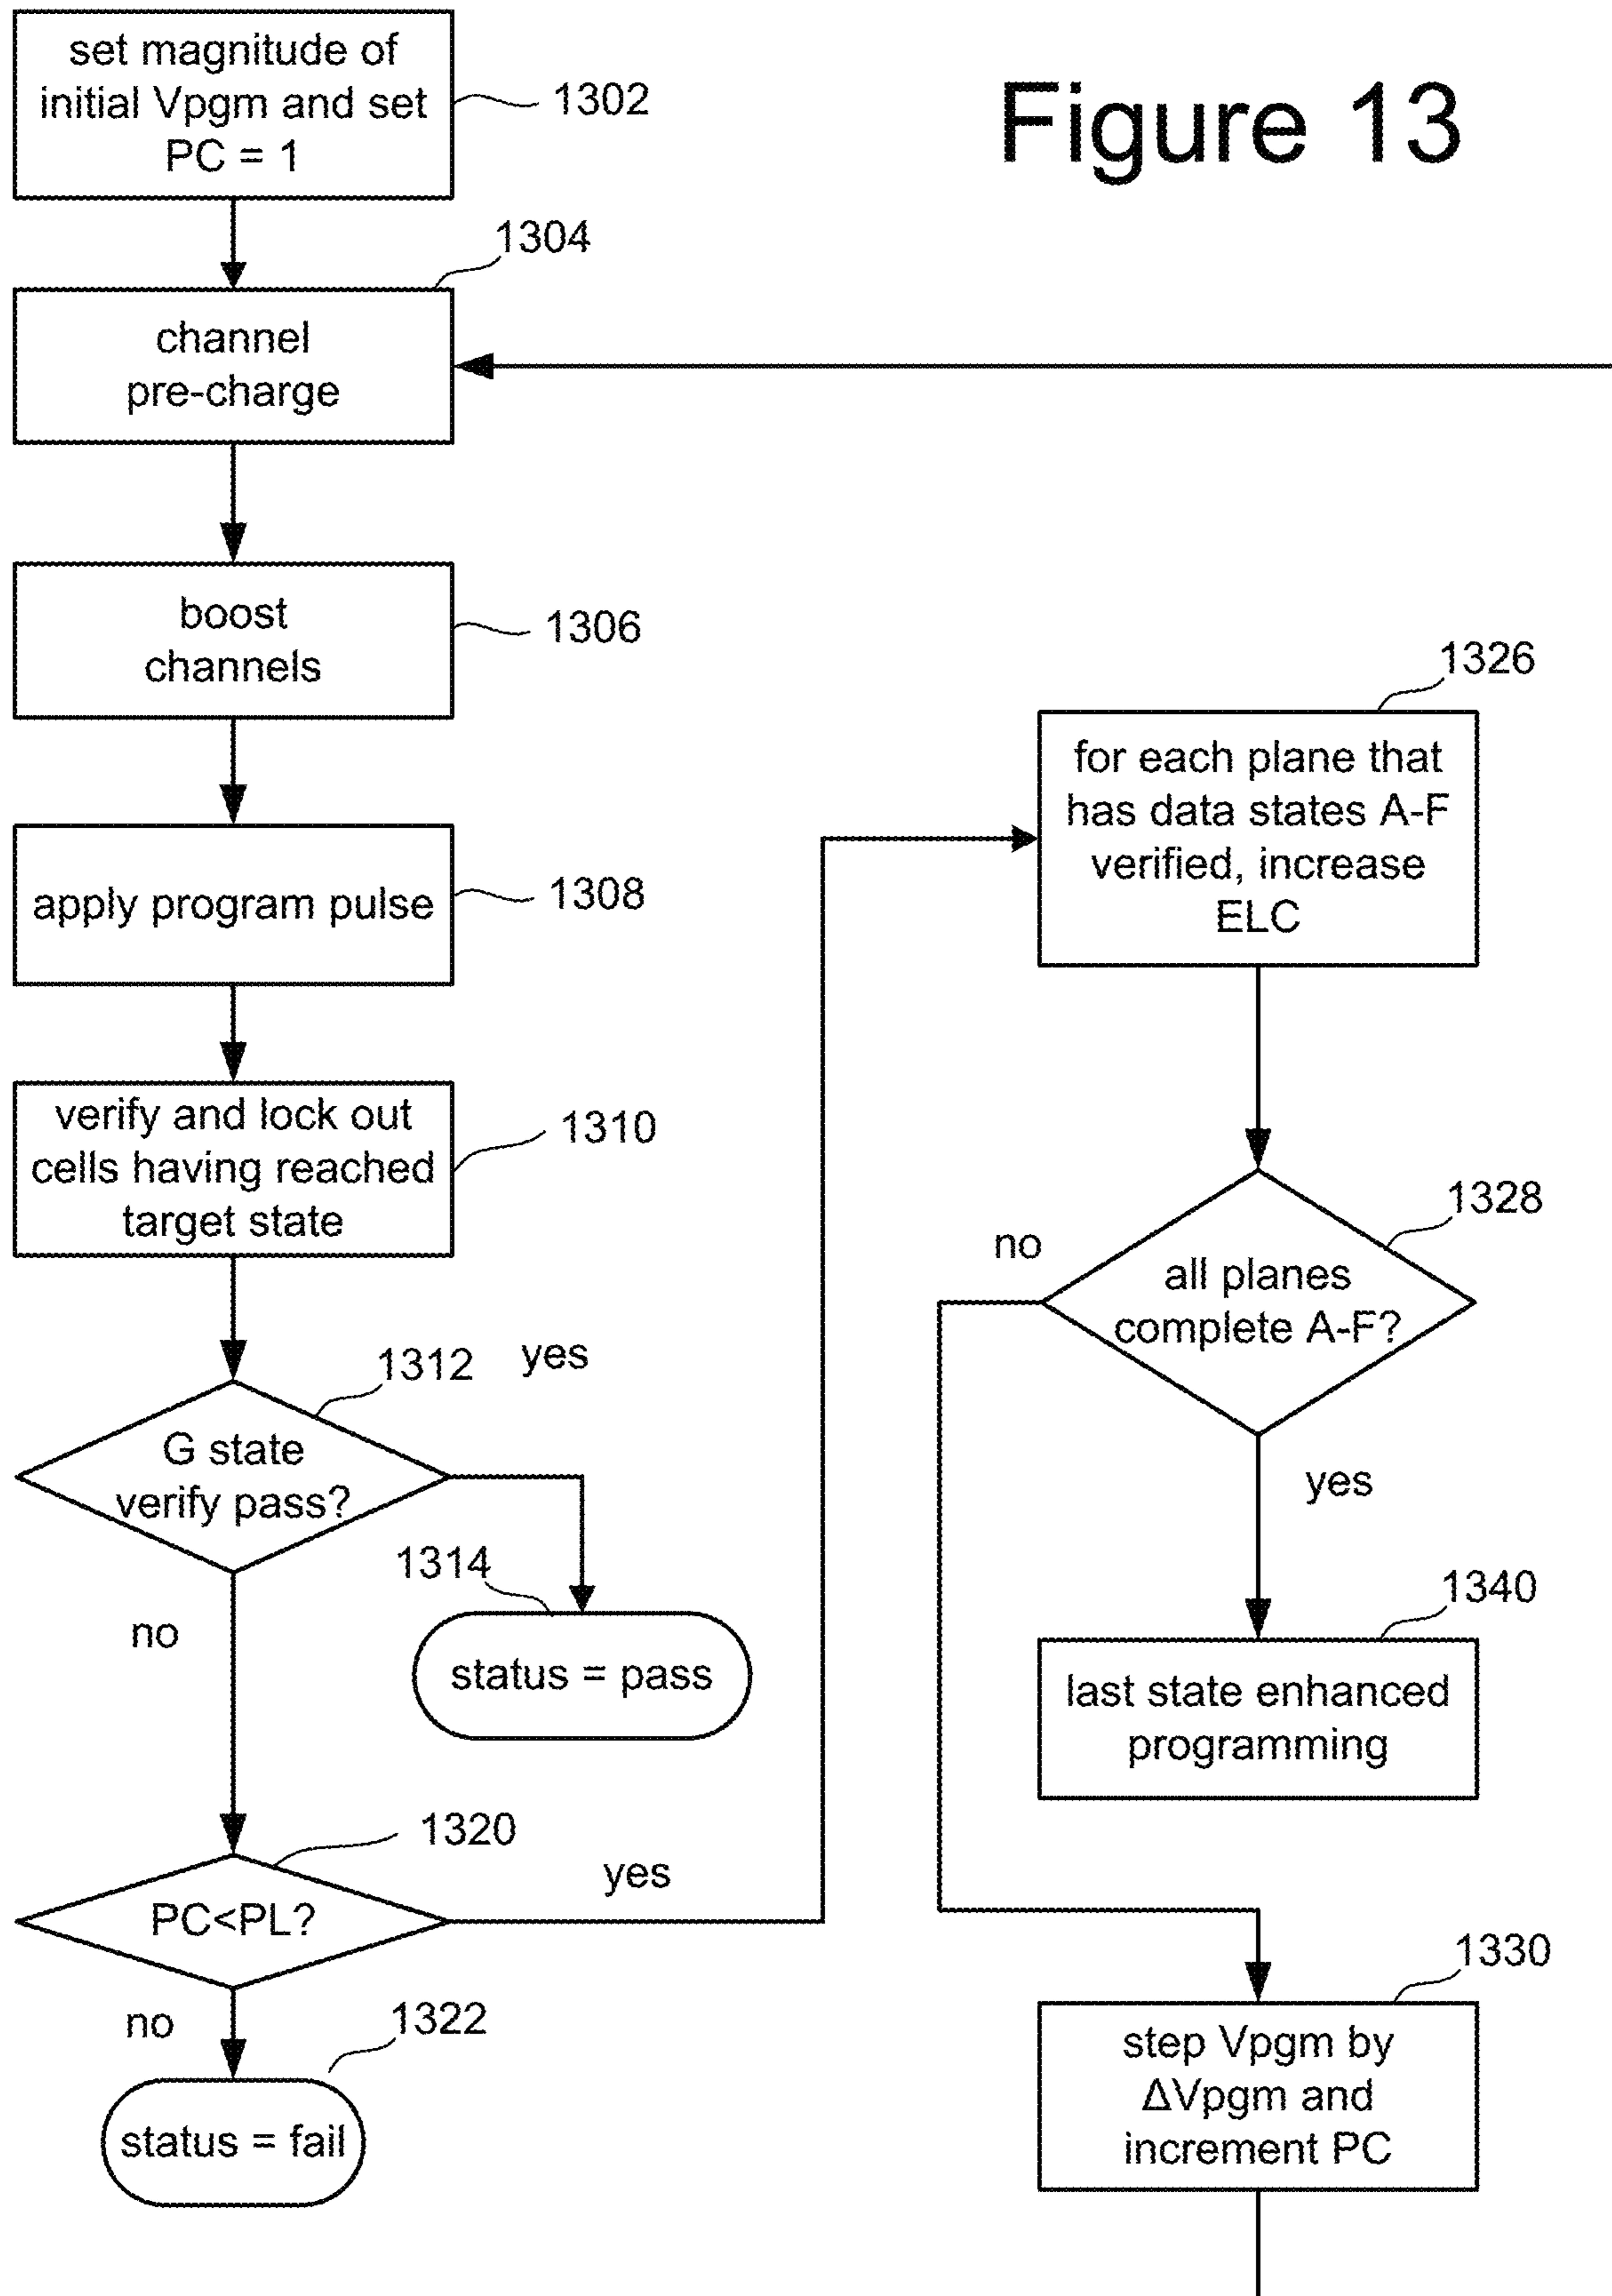 Figure 13
set magnitude of
initial Vpgm and set
PC = 1
1302
1304
channel
pre-charge
boost
channels
1306
apply program pulse
1308
verify and lock out
cells having reached
target state
1310
1312
yes
G state
verify pass?
1314
no
status = pass
1320
yes
PC<PL?
no
1322
status = fail
1326
for each plane that
has data states A-F
verified, increase
ELC
1328
no
all planes
complete A-F?
yes
1340
last state enhanced
programming
1330
step Vpgm by
ΔVpgm and
increment PC